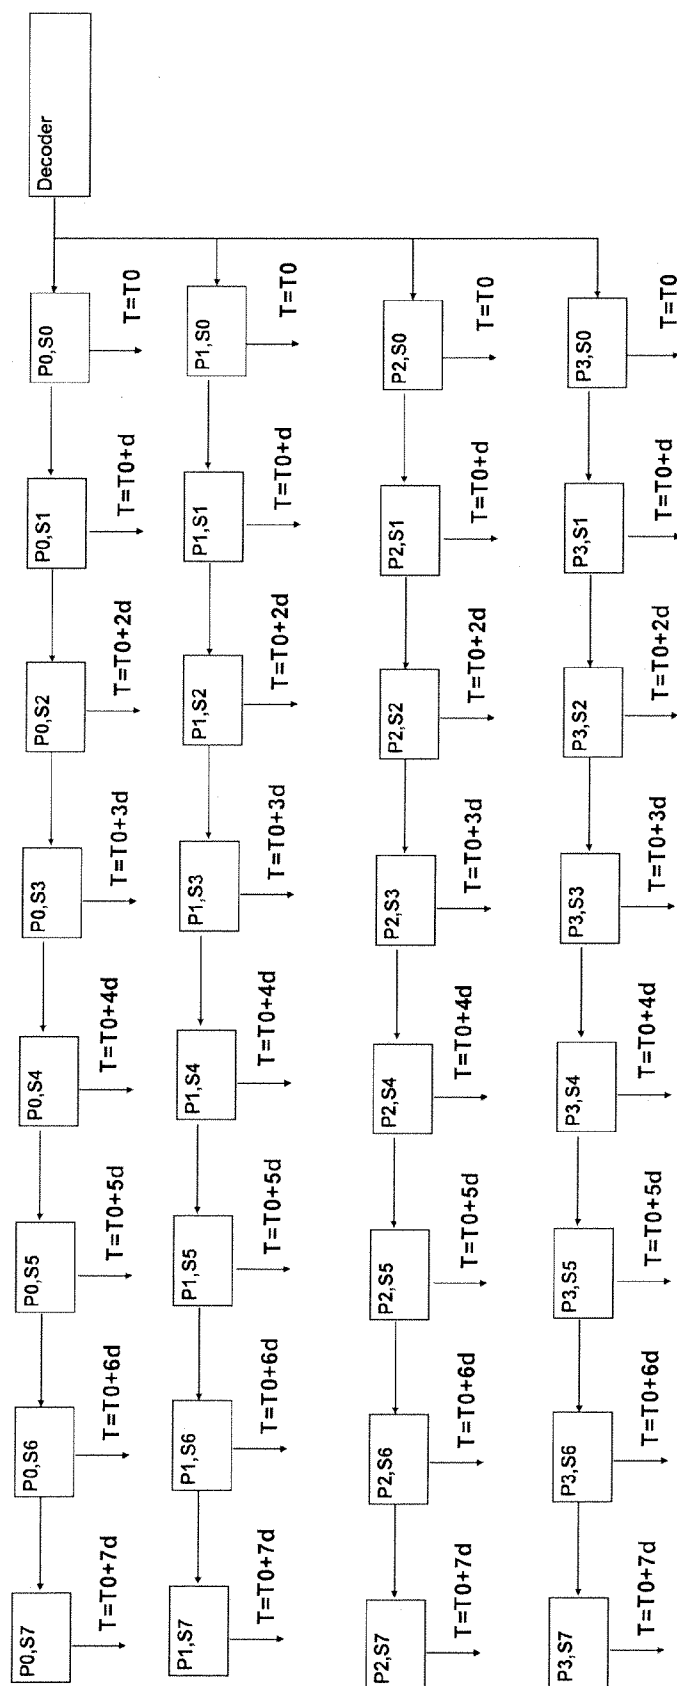 Decoder
P0,S0
T=T0
P0,S1
T=T0+d
P0,S2
T=T0+2d
P0,S3
T=T0+3d
P0,S4
T=T0+4d
P0,S5
T=T0+5d
P0,S6
T=T0+6d
P0,S7
T=T0+7d
P1,S0
T=T0
P1,S1
T=T0+d
P1,S2
T=T0+2d
P1,S3
T=T0+3d
P1,S4
T=T0+4d
P1,S5
T=T0+5d
P1,S6
T=T0+6d
P1,S7
T=T0+7d
P2,S0
T=T0
P2,S1
T=T0+d
P2,S2
T=T0+2d
P2,S3
T=T0+3d
P2,S4
T=T0+4d
P2,S5
T=T0+5d
P2,S6
T=T0+6d
P2,S7
T=T0+7d
P3,S0
T=T0
P3,S1
T=T0+d
P3,S2
T=T0+2d
P3,S3
T=T0+3d
P3,S4
T=T0+4d
P3,S5
T=T0+5d
P3,S6
T=T0+6d
P3,S7
T=T0+7d